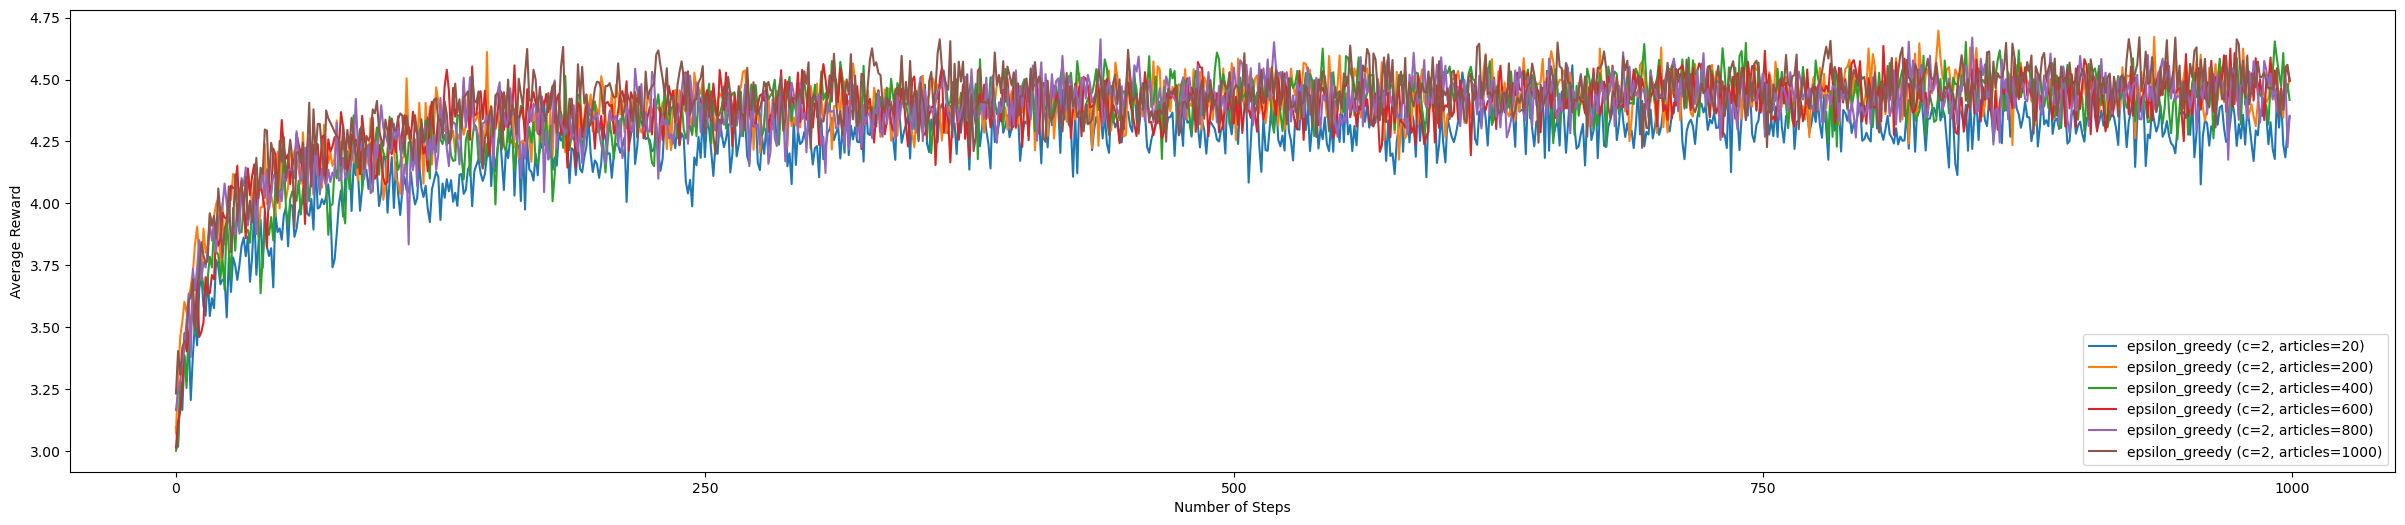 4.75
4.50
4.25
4.00
3.75
3.50
3.25
3.00
Average Reward
0
250
500
750
1000
Number of Steps
epsilon_greedy (c=2, articles=20)
epsilon_greedy (c=2, articles=200)
epsilon_greedy (c=2, articles=400)
epsilon_greedy (c=2, articles=600)
epsilon_greedy (c=2, articles=800)
epsilon_greedy (c=2, articles=1000)